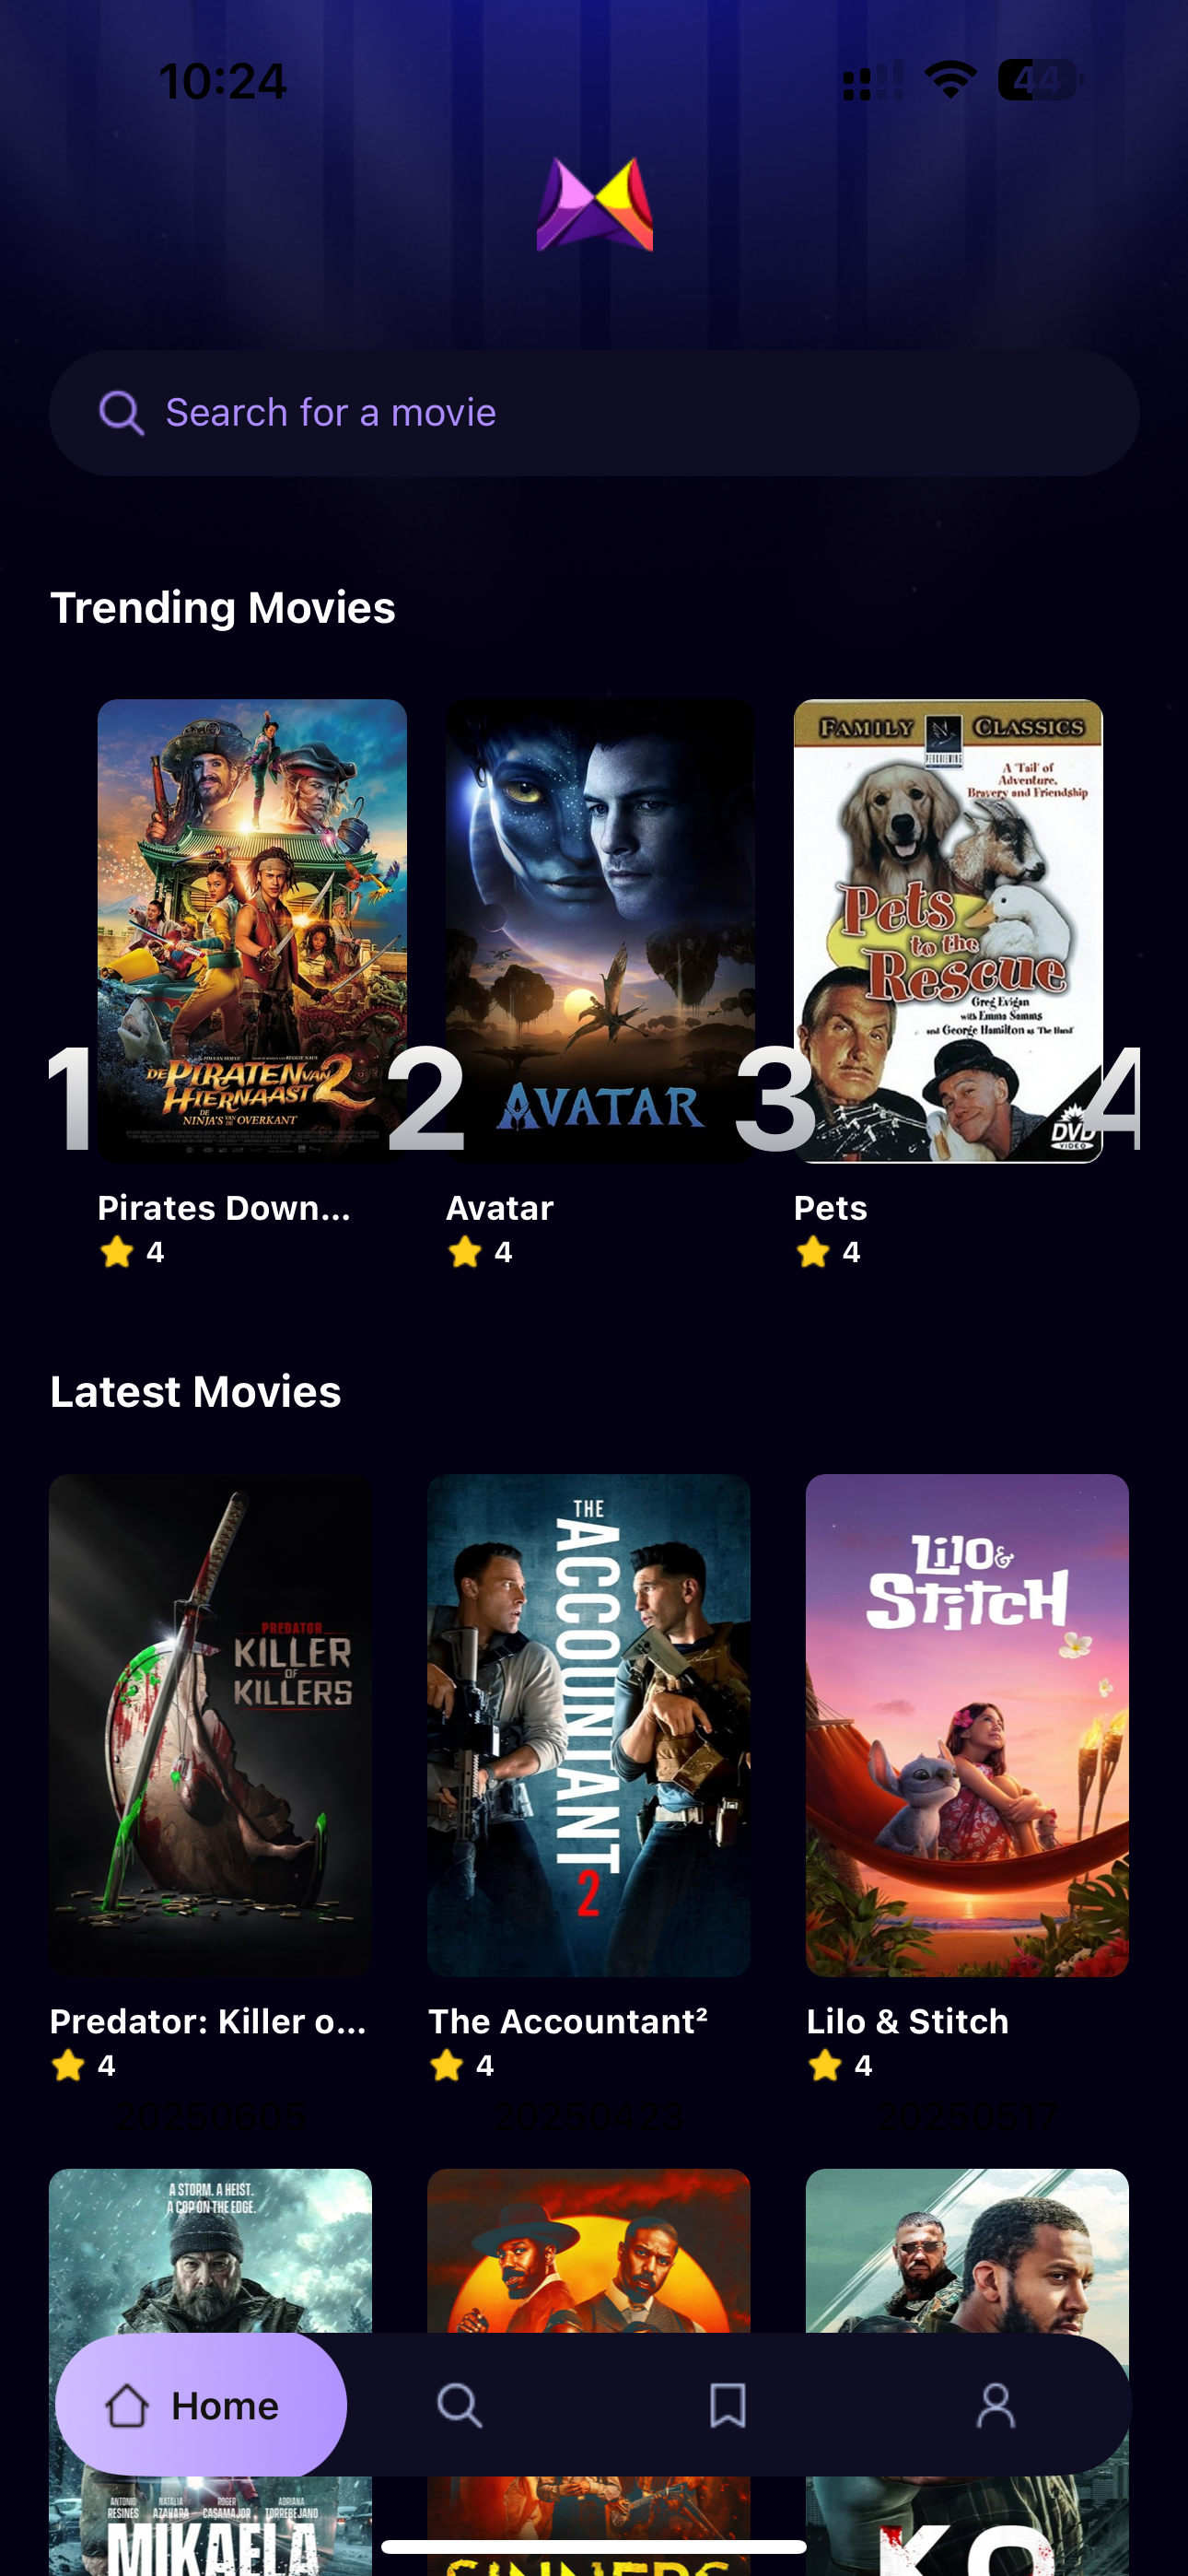 10:24
44
Search for a movie
Trending Movies
FAMILY CLASSICS
A 'Tail' of
Adventure,
Bravery and Friendship
Pets
to the
Rescue
Greg Evigan
with Emma Samms
and George Hamilton as 'The Hand'
DVD
VIDEO
DE PIRATEN VAN
HIERNAAST 2
DE NINJA'S VAN DE OVERKANT
AVATAR
1
2
3
4
Pirates Down...
Avatar
Pets
4
4
4
Latest Movies
PREDATOR
KILLER
OF
KILLERS
THE
ACCOUNTANT
2
LiLO &
STITCH
Predator: Killer o...
The Accountant²
Lilo & Stitch
4
4
4
20250605
20250423
20250517
A STORM. A HEIST.
A COP ON THE EDGE.
Home
ANTONIO RESINES
NATALIA AZAHARA
ROGER CASAMAJOR
ADRIANA TORREBEJANO
MIKAELA
SINNERS
K.O.